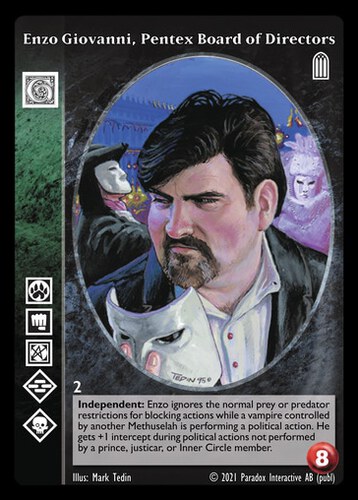 Enzo Giovanni, Pentex Board of Directors
TEDIN 95©
2
Independent: Enzo ignores the normal prey or predator
restrictions for blocking actions while a vampire controlled
by another Methuselah is performing a political action. He
gets +1 intercept during political actions not performed
by a prince, justicar, or Inner Circle member.
8
Illus: Mark Tedin
© 2021 Paradox Interactive AB (publ)